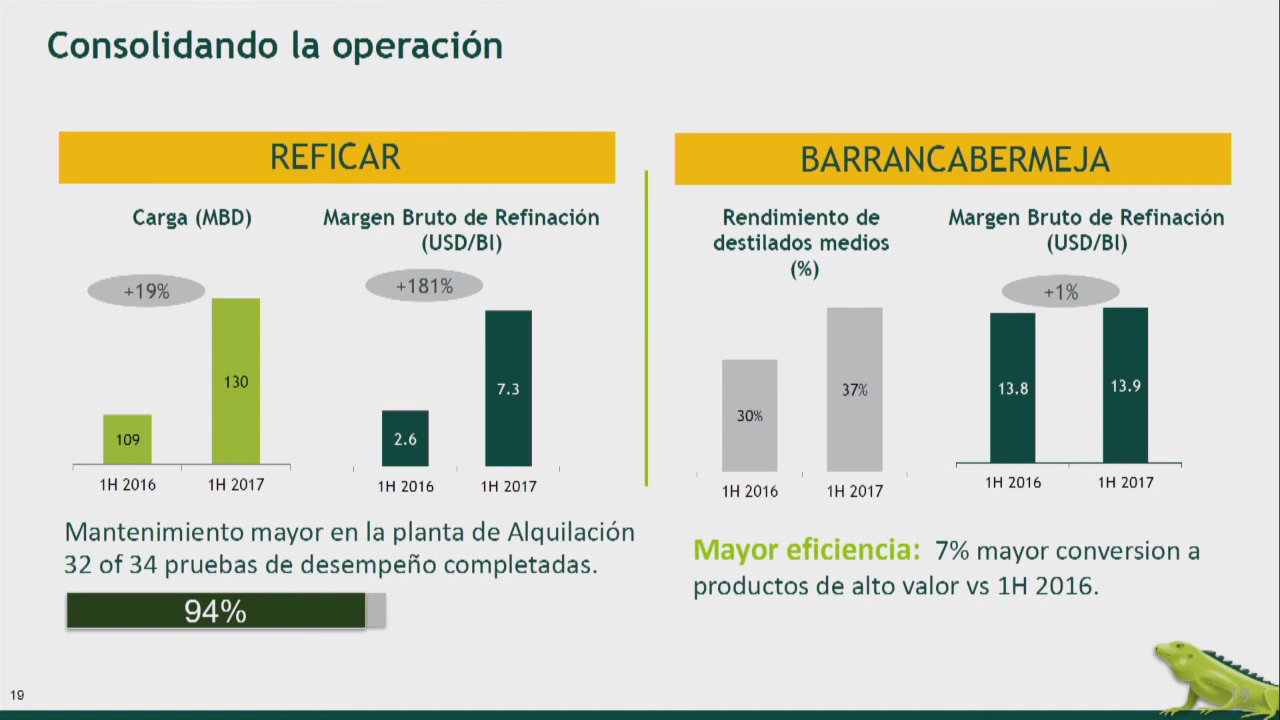 Consolidando la operación
REFICAR
Carga (MBD)
+19%
109
130
1H 2016
1H 2017
Margen Bruto de Refinación
(USD/Bl)
+181%
2.6
7.3
1H 2016
1H 2017
Mantenimiento mayor en la planta de Alquilación
32 of 34 pruebas de desempeño completadas.
94%
BARRANCABERMEJA
Rendimiento de
destilados medios
(%)
30%
37%
1H 2016
1H 2017
Margen Bruto de Refinación
(USD/Bl)
+1%
13.8
13.9
1H 2016
1H 2017
Mayor eficiencia: 7% mayor conversion a
productos de alto valor vs 1H 2016.
19
19